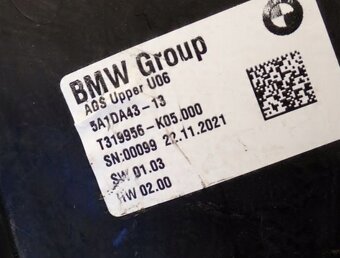 BMW Group
AGS Upper U06
5A1DA43-13
T319956-K05.000
SN:00099 22.11.2021
SW 01.03
HW 02.00